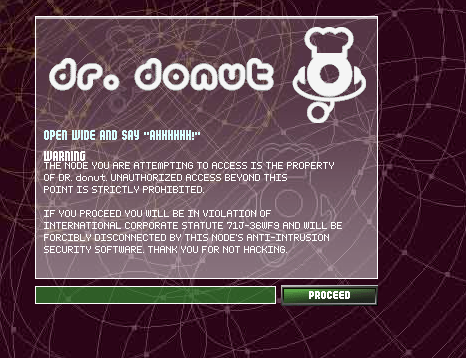 dr. donut
OPEN WIDE AND SAY "AHHHHHH!"
WARNING
THE NODE YOU ARE ATTEMPTING TO ACCESS IS THE PROPERTY
OF DR. donut. UNAUTHORIZED ACCESS BEYOND THIS
POINT IS STRICTLY PROHIBITED.
IF YOU PROCEED YOU WILL BE IN VIOLATION OF
INTERNATIONAL CORPORATE STATUTE 71J-36WF9 AND WILL BE
FORCIBLY DISCONNECTED BY THIS NODE'S ANTI-INTRUSION
SECURITY SOFTWARE. THANK YOU FOR NOT HACKING.
PROCEED